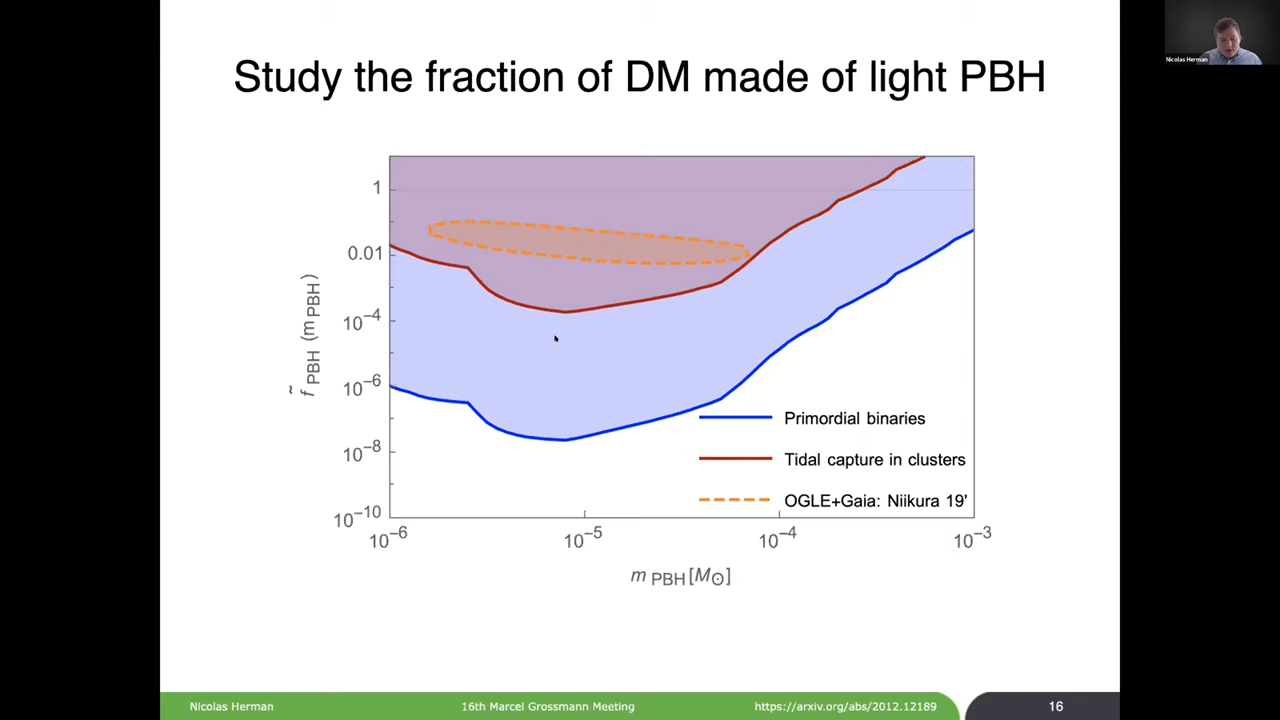 Study the fraction of DM made of light PBH
Nicolas Herman
1
0.01
10⁻⁴
10⁻⁶
10⁻⁸
10⁻¹⁰
f̃ PBH (m PBH)
Primordial binaries
Tidal capture in clusters
OGLE+Gaia: Niikura 19'
10⁻⁶ 10⁻⁵ 10⁻⁴ 10⁻³
m PBH [M⊙]
Nicolas Herman 16th Marcel Grossmann Meeting https://arxiv.org/abs/2012.12189 16